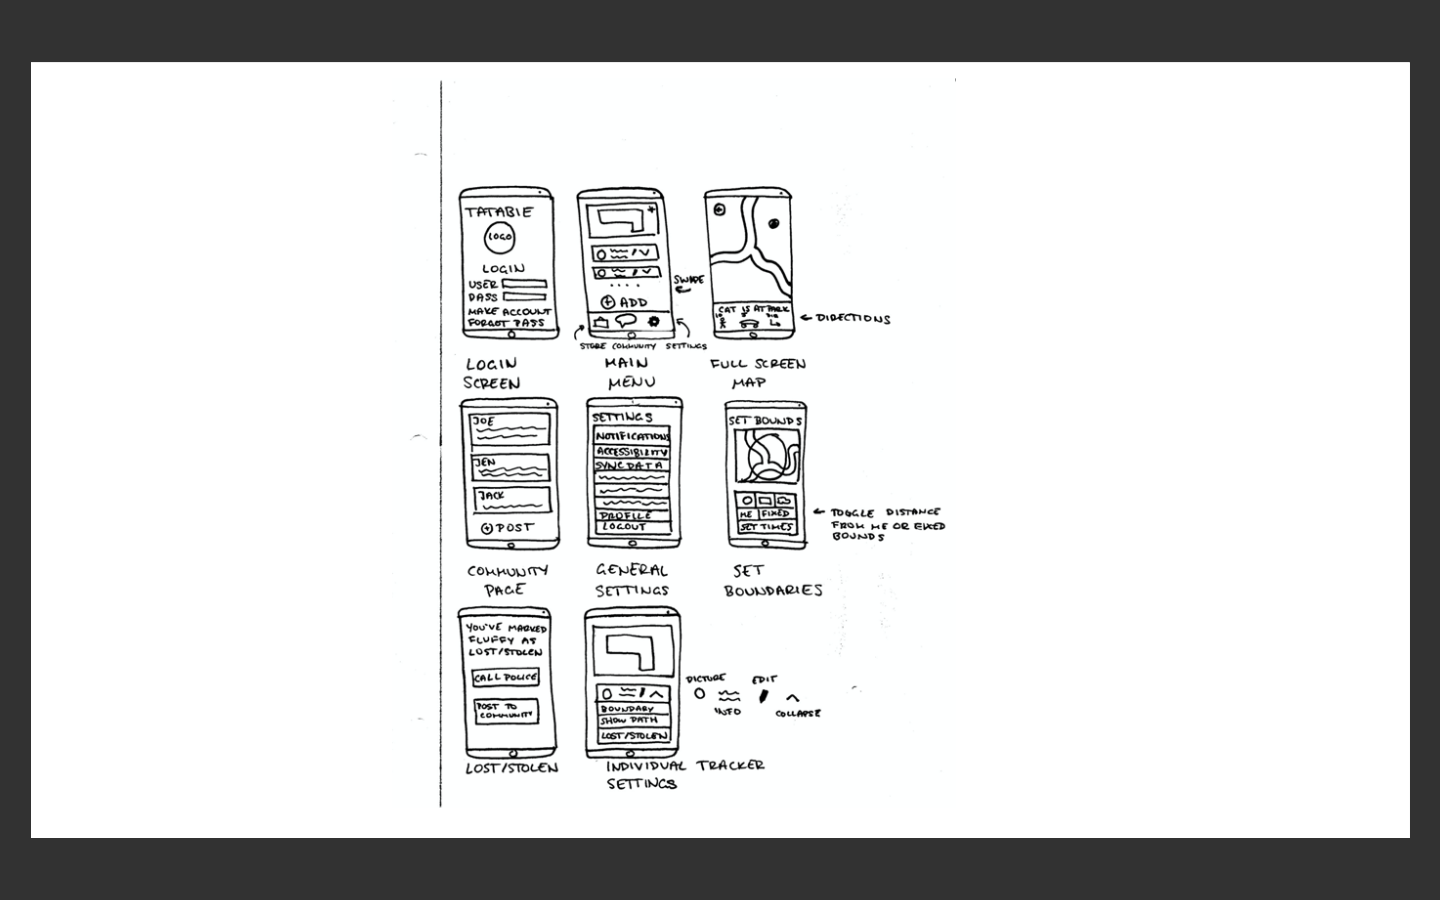 TATABIE
LOGO
LOGIN
USER
PASS
MAKE ACCOUNT
FORGOT PASS
LOGIN
SCREEN
ADD
SWIPE
STORE COMMUNITY SETTINGS
MAIN
MENU
CAT IS AT PARK
DIRECTIONS
FULL SCREEN
MAP
JOE
JEN
JACK
POST
COMMUNITY
PAGE
SETTINGS
NOTIFICATIONS
ACCESSIBILITY
SYNC DATA
PROFILE
LOGOUT
GENERAL
SETTINGS
SET BOUNDS
ME FIXED
SET TIMES
TOGGLE DISTANCE
FROM ME OR FIXED
BOUNDS
SET
BOUNDARIES
YOU'VE MARKED
FLUFFY AS
LOST/STOLEN
CALL POLICE
POST TO
COMMUNITY
LOST/STOLEN
BOUNDARY
SHOW PATH
LOST/STOLEN
PICTURE
EDIT
INFO
COLLAPSE
INDIVIDUAL TRACKER
SETTINGS